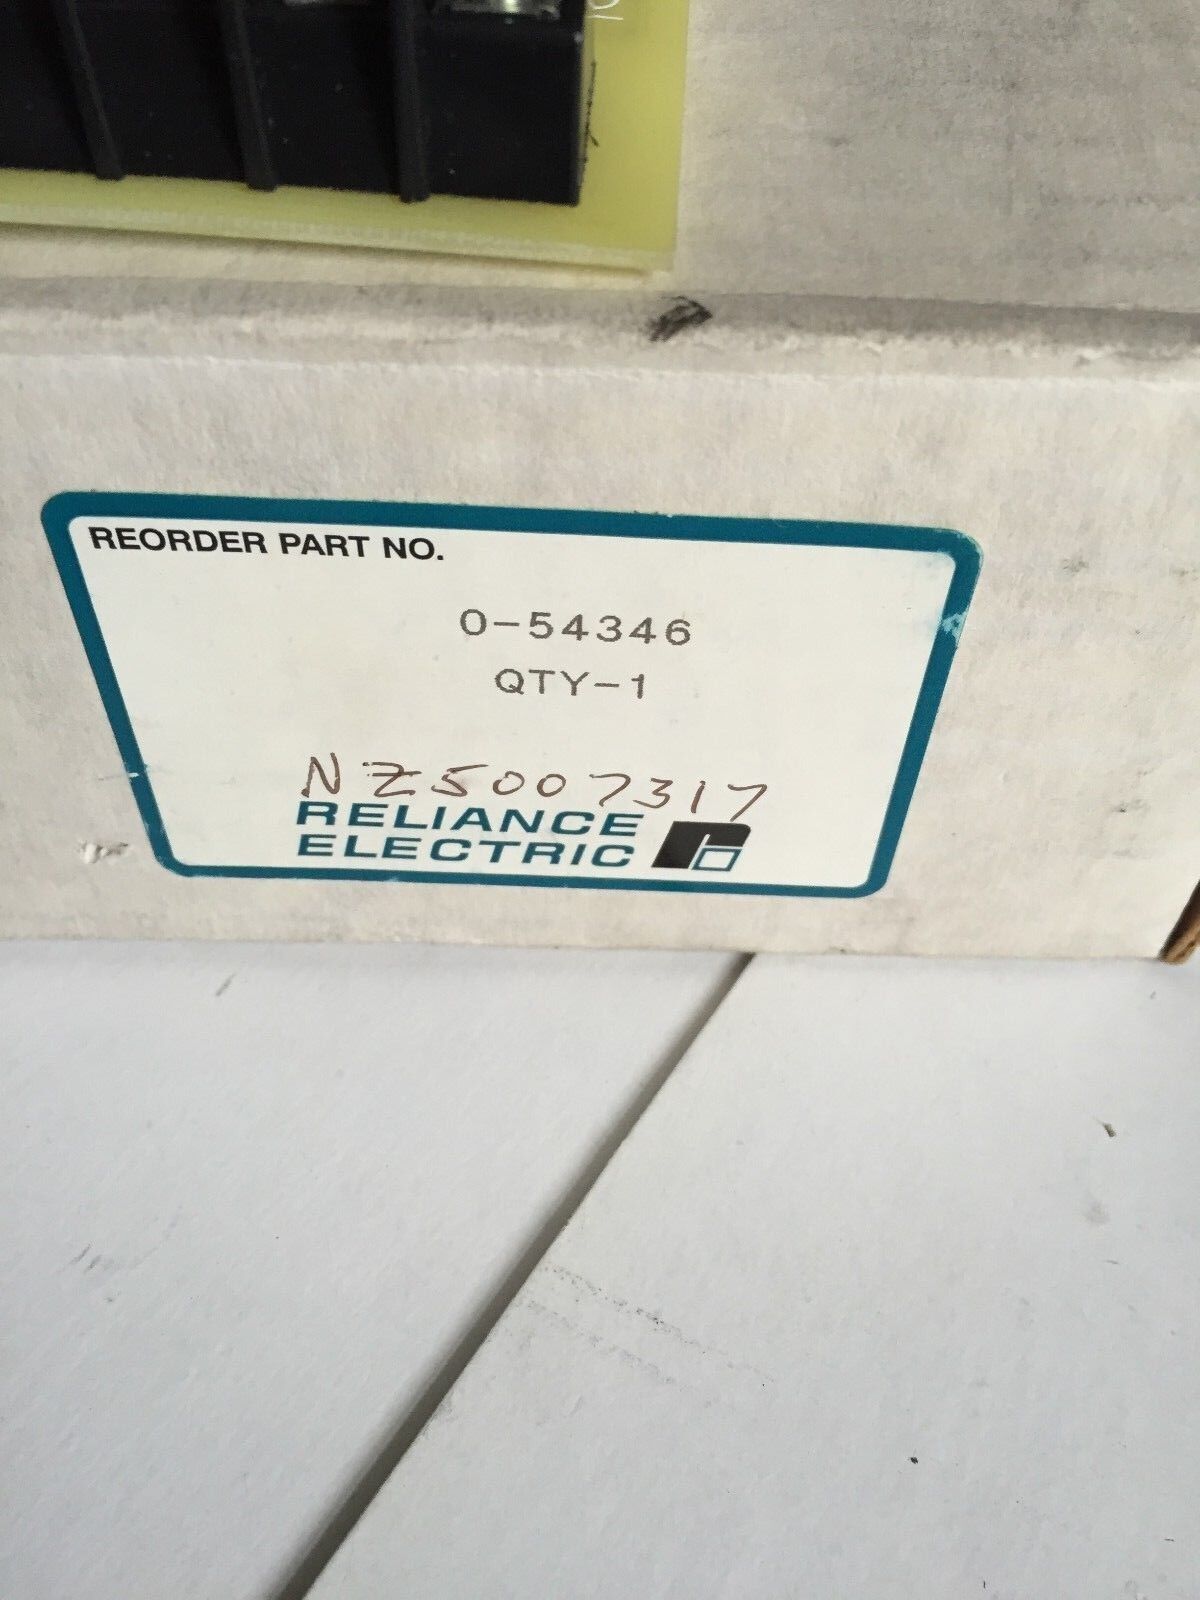 REORDER PART NO.
0-54346
QTY-1
NZ5007317
RELIANCE
ELECTRIC